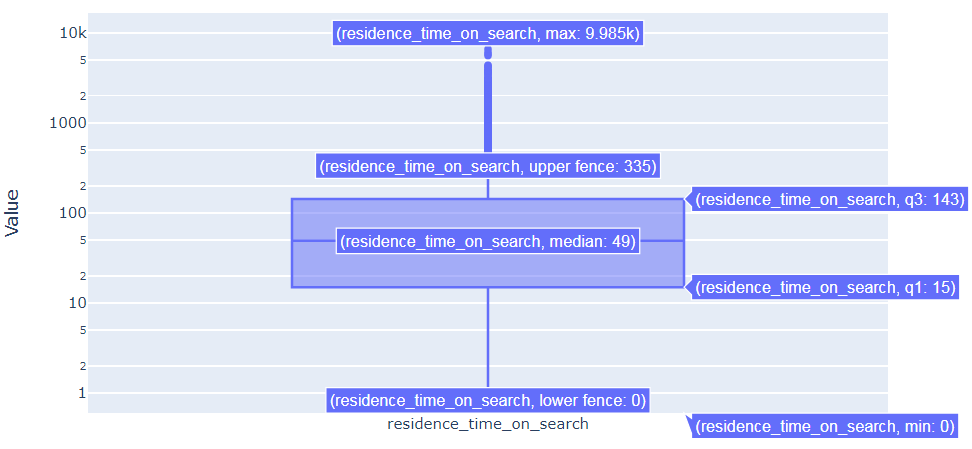 10k
(residence_time_on_search, max: 9.985k)
5
2
1000
5
(residence_time_on_search, upper fence: 335)
2
(residence_time_on_search, q3: 143)
Value
100
5
(residence_time_on_search, median: 49)
2
(residence_time_on_search, q1: 15)
10
5
2
1
(residence_time_on_search, lower fence: 0)
residence_time_on_search
(residence_time_on_search, min: 0)